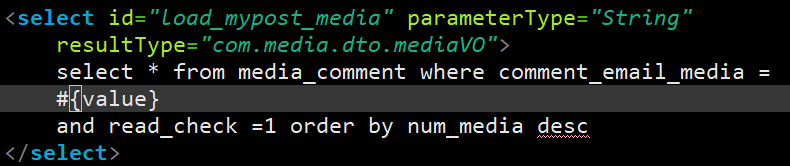 <select id="load_mypost_media" parameterType="String"
resultType="com.media.dto.mediaVO">
select * from media_comment where comment_email_media =
#{value}
and read_check =1 order by num_media desc
</select>